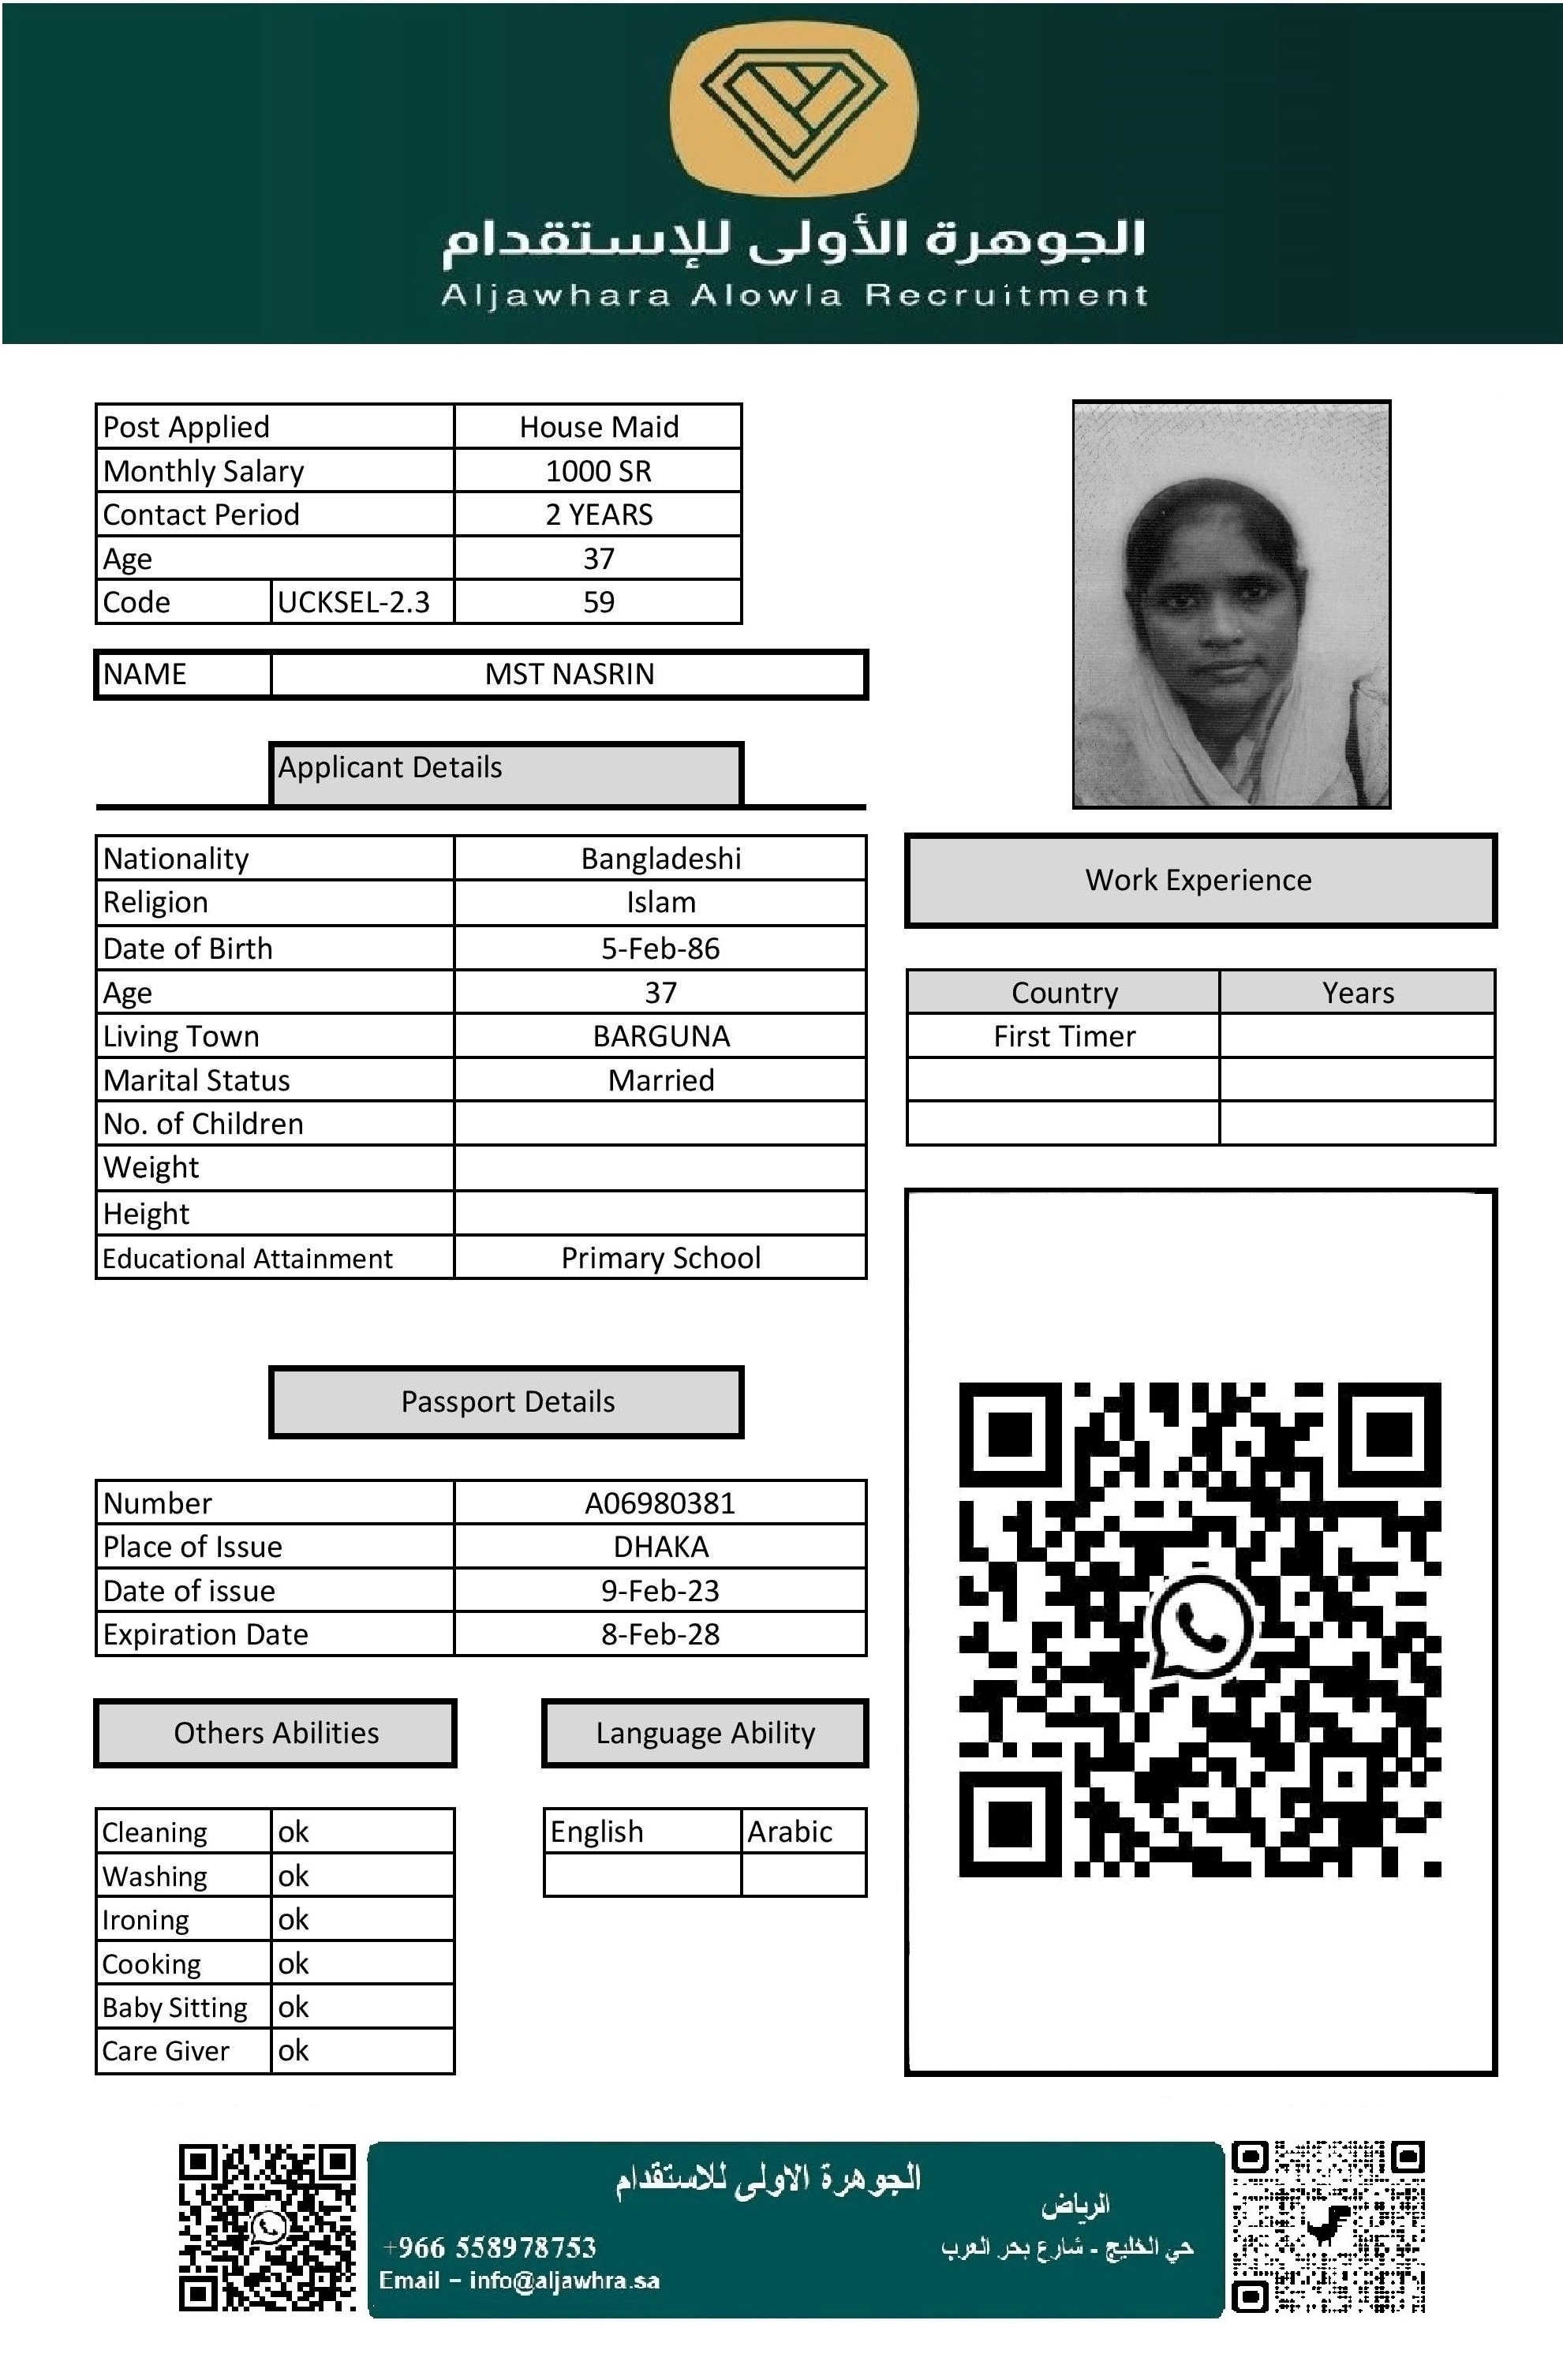 الجوهرة الأولى للإستقدام
Aljawhara Alowla Recruitment
Post Applied House Maid
Monthly Salary 1000 SR
Contact Period 2 YEARS
Age 37
Code UCKSEL-2.3 59
NAME MST NASRIN
Applicant Details
Nationality Bangladeshi
Religion Islam
Date of Birth 5-Feb-86
Age 37
Living Town BARGUNA
Marital Status Married
No. of Children
Weight
Height
Educational Attainment Primary School
Work Experience
Country Years
First Timer
Passport Details
Number A06980381
Place of Issue DHAKA
Date of issue 9-Feb-23
Expiration Date 8-Feb-28
Others Abilities
Cleaning ok
Washing ok
Ironing ok
Cooking ok
Baby Sitting ok
Care Giver ok
Language Ability
English Arabic
الجوهرة الاولى للاستقدام
الرياض
حي الخليج - شارع بحر العرب
+966 558978753
Email – info@aljawhra.sa